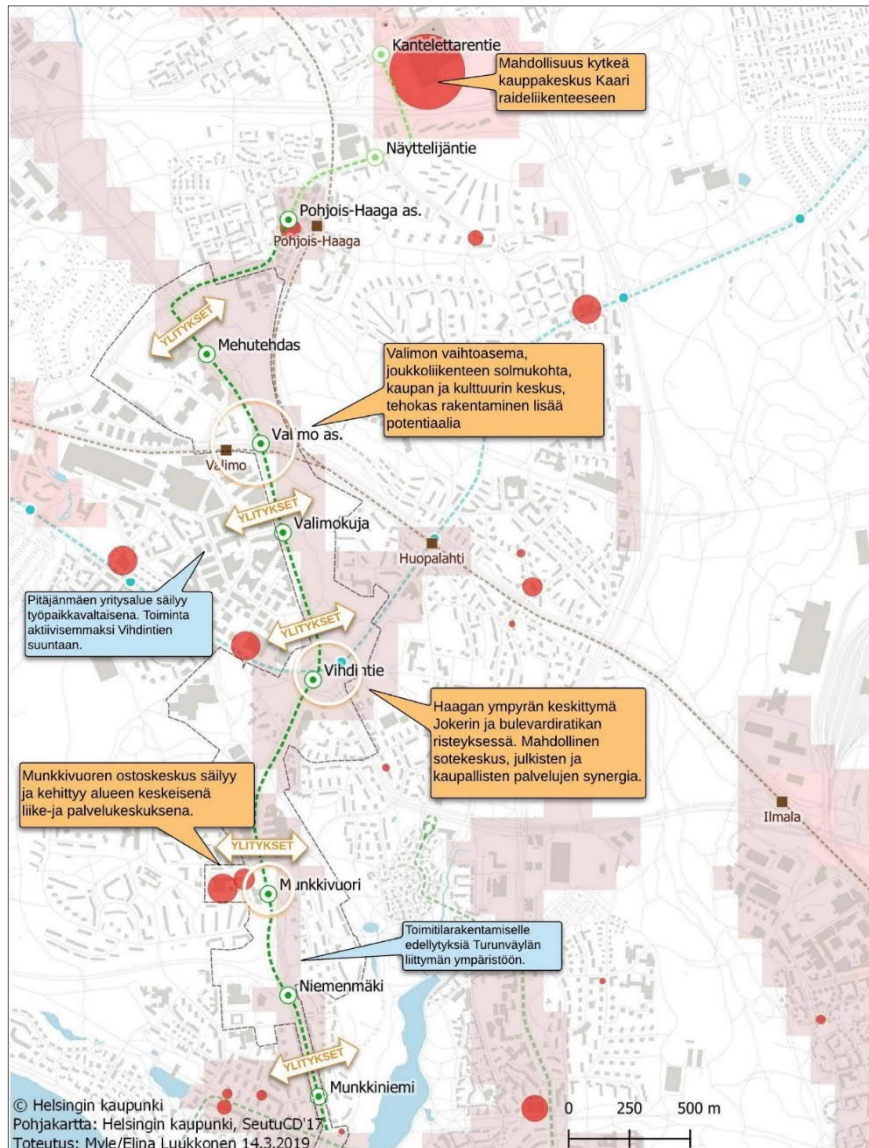 Kantelettarentie
Mahdollisuus kytkeä
kauppakeskus Kaari
raideliikenteeseen
Näyttelijäntie
Pohjois-Haaga as.
Pohjois-Haaga
YLITYKSET
Mehutehdas
Valimon vaihtoasema,
joukkoliikenteen solmukohta,
kaupan ja kulttuurin keskus,
tehokas rakentaminen lisää
potentiaalia
Valimo as.
Valimo
YLITYKSET
Valimokuja
Huopalahti
Pitäjänmäen yritysalue säilyy
työpaikkavaltaisena. Toiminta
aktiivisemmaksi Vihdintien
suuntaan.
YLITYKSET
Vihdintie
Haagan ympyrän keskittymä
Jokerin ja bulevardiratikan
risteyksessä. Mahdollinen
sotekeskus, julkisten ja
kaupallisten palvelujen synergia.
Munkkivuoren ostoskeskus säilyy
ja kehittyy alueen keskeisenä
liike-ja palvelukeskuksena.
Ilmala
YLITYKSET
Munkkivuori
Toimitilarakentamiselle
edellytyksiä Turunväylän
liittymän ympäristöön.
Niemenmäki
YLITYKSET
Munkkiniemi
© Helsingin kaupunki
Pohjakartta: Helsingin kaupunki, SeutuCD'17
Toteutus: Myle/Elina Luukkonen 14.3.2019
0 250 500 m